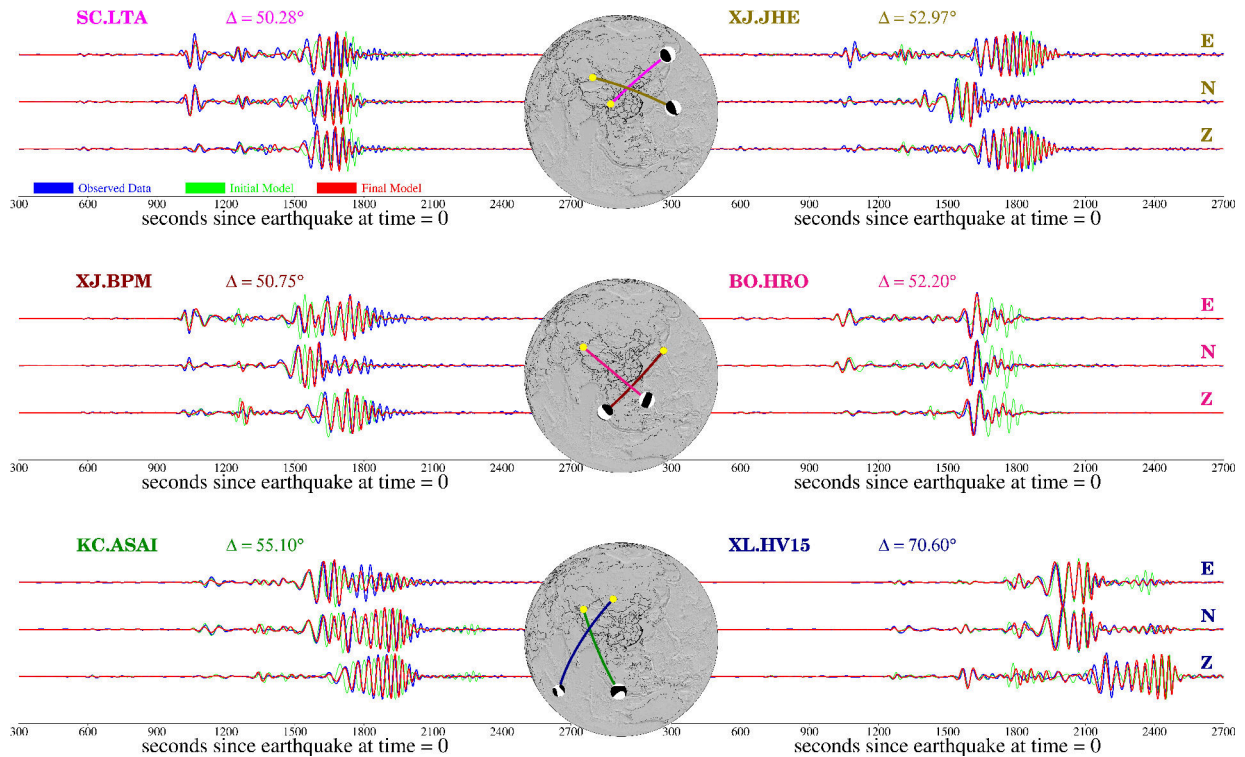 SC.LTA Δ = 50.28° XJ.JHE Δ = 52.97°
E
N
Z
Observed Data Initial Model Final Model
300 600 900 1200 1500 1800 2100 2400 2700 300 600 900 1200 1500 1800 2100 2400 2700
seconds since earthquake at time = 0 seconds since earthquake at time = 0
XJ.BPM Δ = 50.75° BO.HRO Δ = 52.20°
E
N
Z
300 600 900 1200 1500 1800 2100 2400 2700 300 600 900 1200 1500 1800 2100 2400 2700
seconds since earthquake at time = 0 seconds since earthquake at time = 0
KC.ASAI Δ = 55.10° XL.HV15 Δ = 70.60°
E
N
Z
300 600 900 1200 1500 1800 2100 2400 2700 300 600 900 1200 1500 1800 2100 2400 2700
seconds since earthquake at time = 0 seconds since earthquake at time = 0